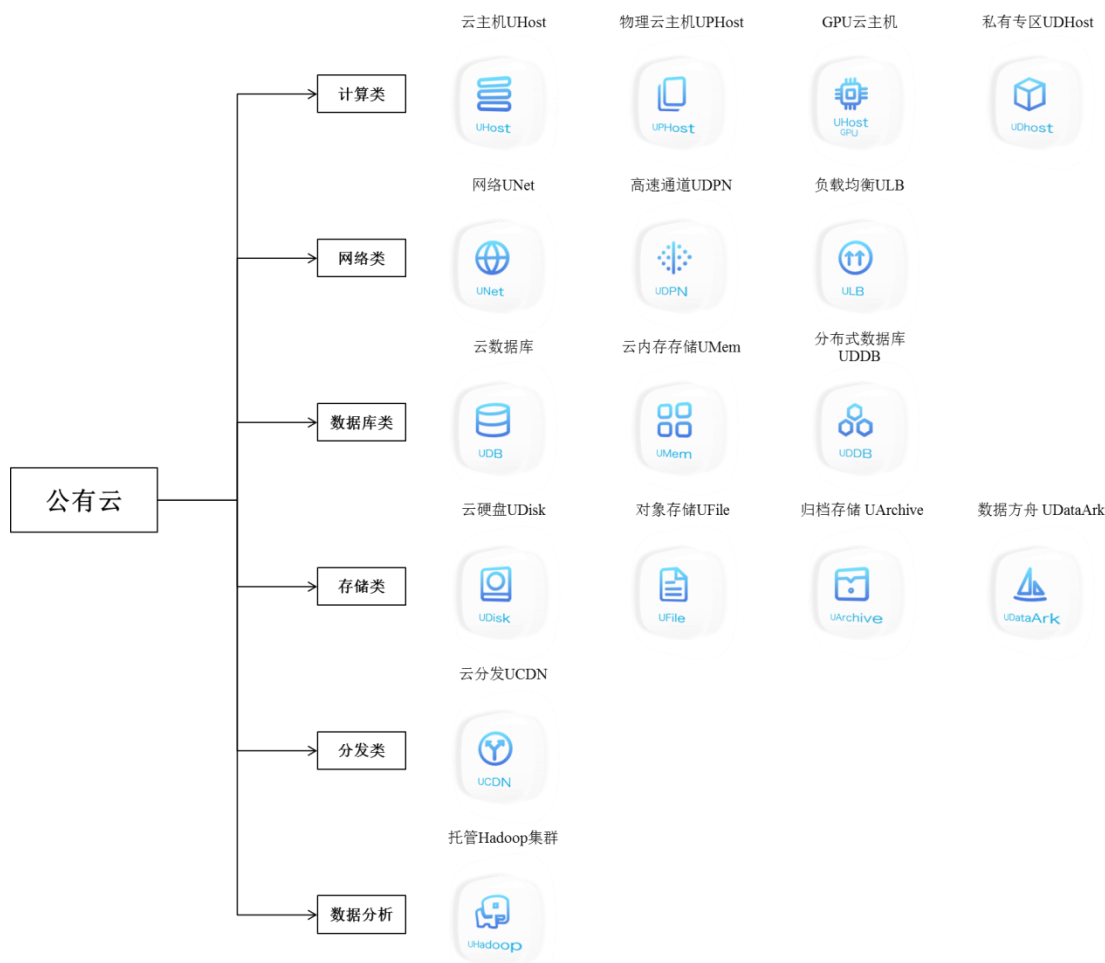 云主机UHost
物理云主机UPHost
GPU云主机
私有专区UDHost
计算类
UHost
UPHost
UHost
GPU
UDhost
网络UNet
高速通道UDPN
负载均衡ULB
网络类
UNet
UDPN
ULB
云数据库
云内存存储UMem
分布式数据库
UDDB
数据库类
UDB
UMem
UDDB
公有云
云硬盘UDisk
对象存储UFile
归档存储 UArchive
数据方舟 UDataArk
存储类
UDisk
UFile
UArchive
UDataArk
云分发UCDN
分发类
UCDN
托管Hadoop集群
数据分析
UHadoop